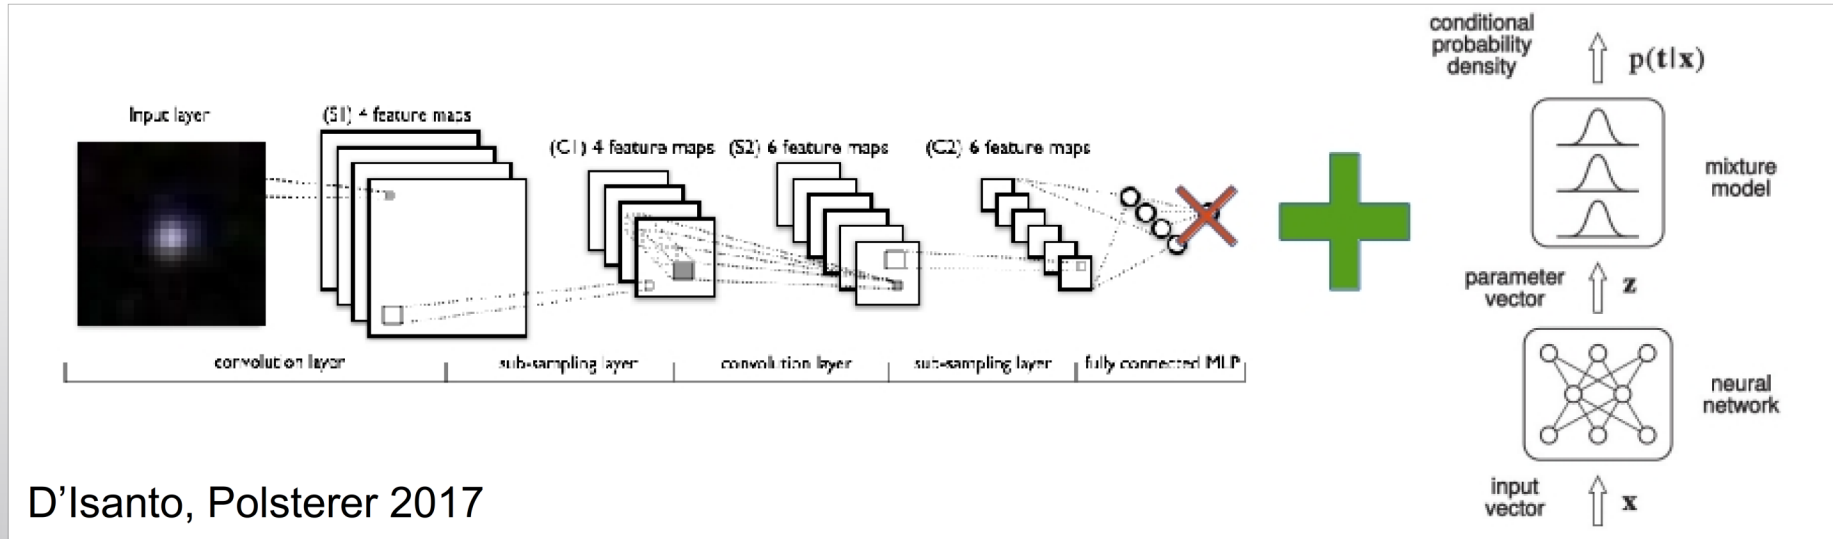 conditional
probability
density
p(t|x)
Input layer
(S1) 4 feature maps
(C1) 4 feature maps
(S2) 6 feature maps
(C2) 6 feature maps
mixture
model
parameter
vector
z
convolution layer
sub-sampling layer
convolution layer
sub-sampling layer
fully connected MLP
neural
network
input
vector
x
D'Isanto, Polsterer 2017